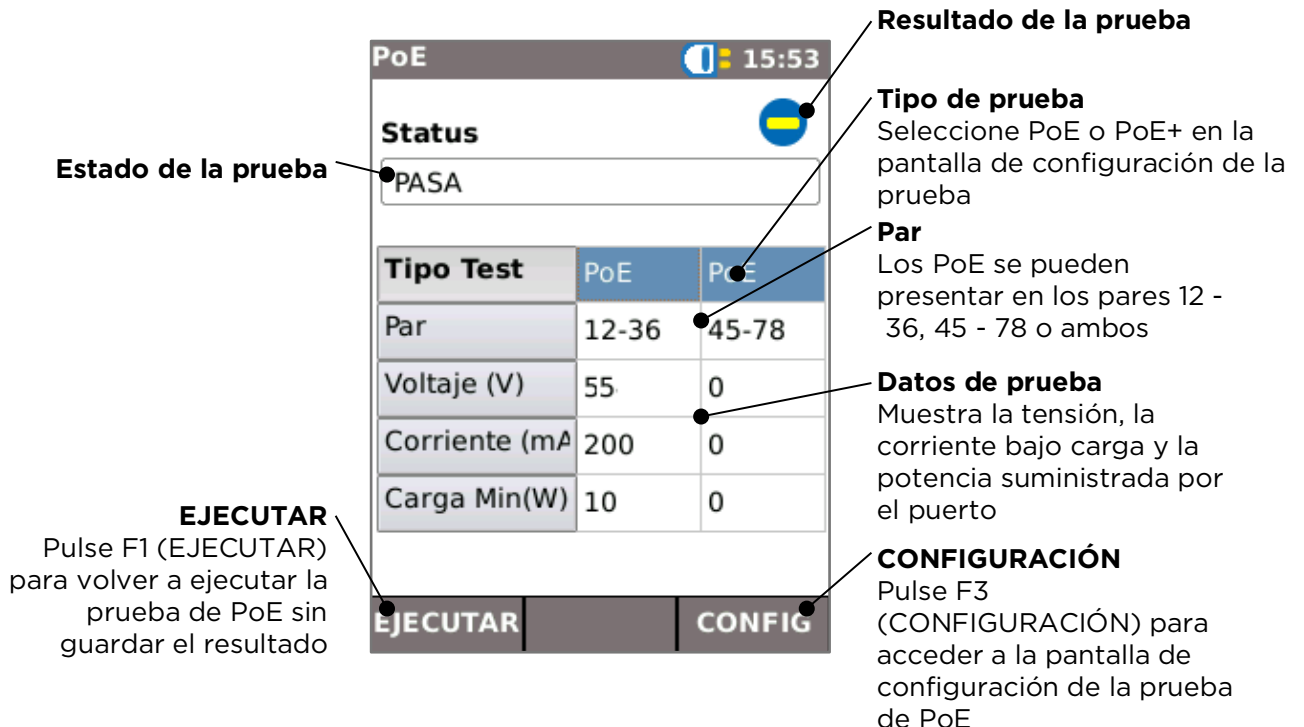 Resultado de la prueba
PoE 15:53
Tipo de prueba
Seleccione PoE o PoE+ en la
pantalla de configuración de la
prueba
Status
Estado de la prueba
PASA
Par
Los PoE se pueden
presentar en los pares 12 -
36, 45 - 78 o ambos
Tipo Test PoE PoE
Par 12-36 45-78
Voltaje (V) 55 0
Corriente (mA 200 0
Carga Min(W) 10 0
Datos de prueba
Muestra la tensión, la
corriente bajo carga y la
potencia suministrada por
el puerto
EJECUTAR
Pulse F1 (EJECUTAR)
para volver a ejecutar la
prueba de PoE sin
guardar el resultado
EJECUTAR CONFIG
CONFIGURACIÓN
Pulse F3
(CONFIGURACIÓN) para
acceder a la pantalla de
configuración de la prueba
de PoE